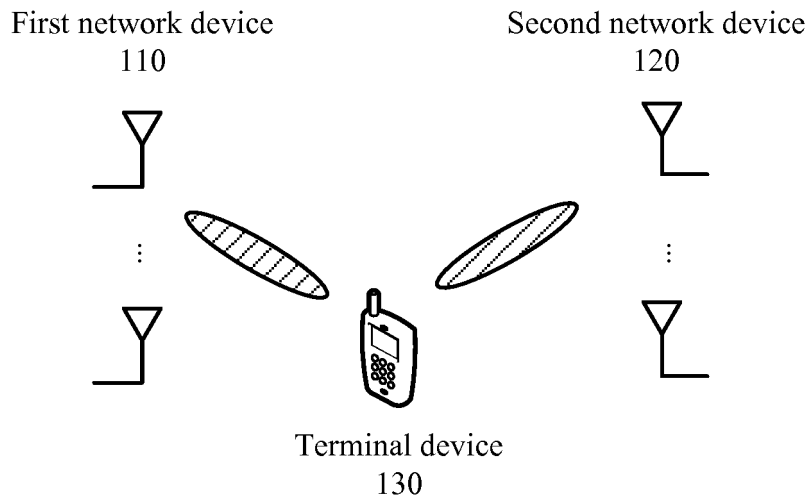 First network device
110
Second network device
120
Terminal device
130